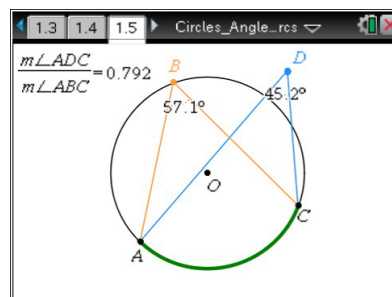 1.3 1.4 1.5 Circles_Angle...rcs
m∠ADC
m∠ABC
=0.792
B
D
57.1°
45.2°
O
C
A